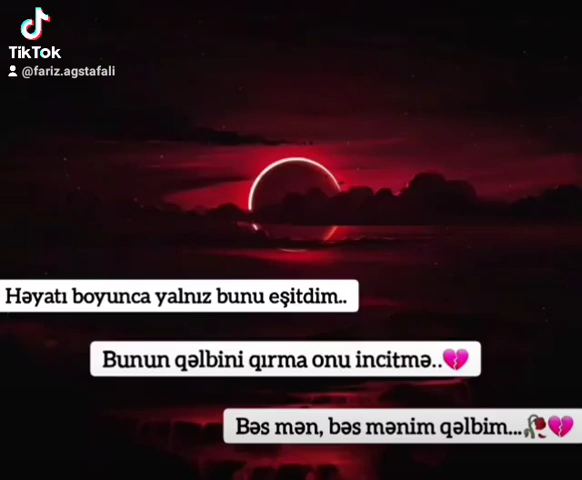 TikTok
@fariz.agstafali
Həyatı boyunca yalnız bunu eşitdim..
Bunun qəlbini qırma onu incitmə..💔
Bəs mən, bəs mənim qəlbim...🥀💔